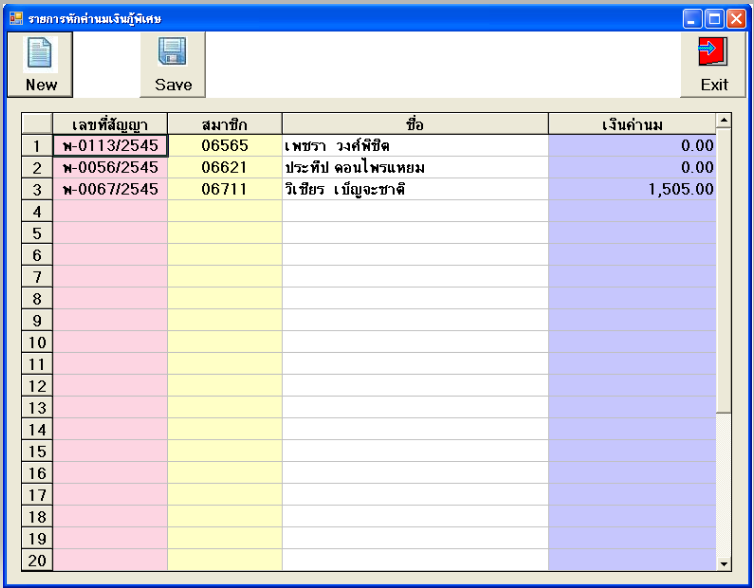 รายการหักค่านมเงินกู้พิเศษ
New Save Exit
เลขที่สัญญา สมาชิก ชื่อ เงินค่านม
1 พ-0113/2545 06565 เพชรา วงศ์พิชิต 0.00
2 พ-0056/2545 06621 ประทีป ดอนไพรแหยม 0.00
3 พ-0067/2545 06711 วิเชียร เบ็ญจะชาติ 1,505.00
4
5
6
7
8
9
10
11
12
13
14
15
16
17
18
19
20